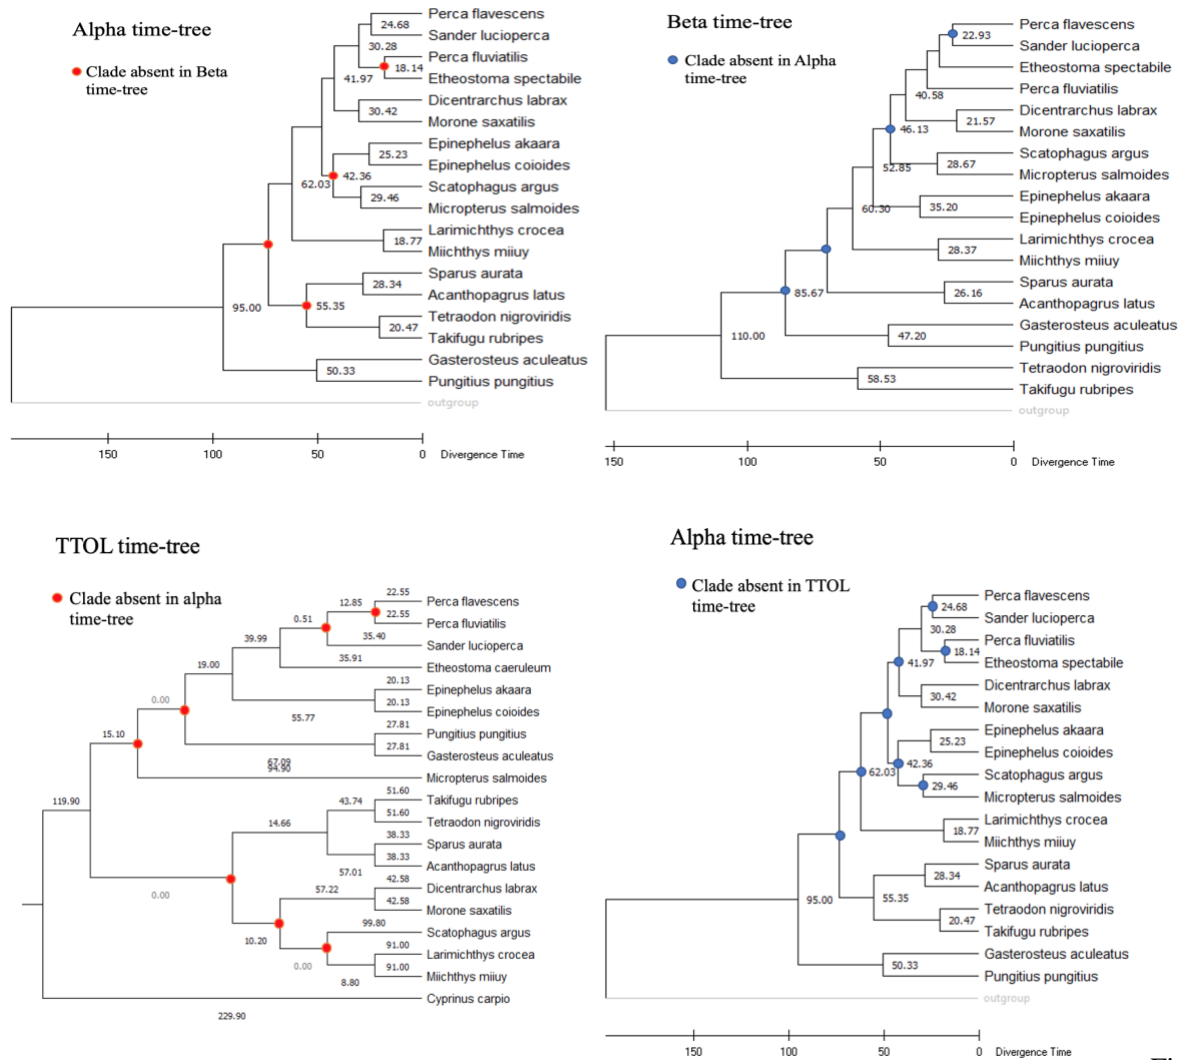 Alpha time-tree
Clade absent in Beta
time-tree
Perca flavescens
24.68
Sander lucioperca
30.28
Perca fluviatilis
18.14
41.97
Etheostoma spectabile
Dicentrarchus labrax
30.42
Morone saxatilis
Epinephelus akaara
25.23
Epinephelus coioides
42.36
62.03
Scatophagus argus
29.46
Micropterus salmoides
Larimichthys crocea
18.77
Miichthys miiuy
Sparus aurata
28.34
Acanthopagrus latus
95.00
55.35
Tetraodon nigroviridis
20.47
Takifugu rubripes
Gasterosteus aculeatus
50.33
Pungitius pungitius
outgroup
150 100 50 0 Divergence Time
Beta time-tree
Clade absent in Alpha
time-tree
Perca flavescens
22.93
Sander lucioperca
Etheostoma spectabile
Perca fluviatilis
40.58
Dicentrarchus labrax
21.57
46.13
Morone saxatilis
Scatophagus argus
52.85
28.67
Micropterus salmoides
Epinephelus akaara
60.30
35.20
Epinephelus coioides
Larimichthys crocea
28.37
Miichthys miiuy
Sparus aurata
85.67
26.16
Acanthopagrus latus
Gasterosteus aculeatus
110.00
47.20
Pungitius pungitius
Tetraodon nigroviridis
58.53
Takifugu rubripes
outgroup
150 100 50 0 Divergence Time
TTOL time-tree
Clade absent in alpha
time-tree
22.55
12.85
Perca flavescens
22.55
0.51
Perca fluviatilis
35.40
39.99
Sander lucioperca
35.91
19.00
Etheostoma caeruleum
20.13
Epinephelus akaara
20.13
0.00
Epinephelus coioides
55.77
27.81
15.10
Pungitius pungitius
27.81
Gasterosteus aculeatus
67.09
94.90
Micropterus salmoides
51.60
119.90
43.74
Takifugu rubripes
51.60
14.66
Tetraodon nigroviridis
38.33
Sparus aurata
38.33
Acanthopagrus latus
57.01
42.58
57.22
Dicentrarchus labrax
0.00
42.58
Morone saxatilis
99.80
Scatophagus argus
10.20
91.00
Larimichthys crocea
0.00
91.00
Miichthys miiuy
8.80
Cyprinus carpio
229.90
Alpha time-tree
Clade absent in TTOL
time-tree
Perca flavescens
24.68
Sander lucioperca
30.28
Perca fluviatilis
18.14
41.97
Etheostoma spectabile
Dicentrarchus labrax
30.42
Morone saxatilis
Epinephelus akaara
25.23
Epinephelus coioides
42.36
62.03
Scatophagus argus
29.46
Micropterus salmoides
Larimichthys crocea
18.77
Miichthys miiuy
Sparus aurata
28.34
Acanthopagrus latus
95.00
55.35
Tetraodon nigroviridis
20.47
Takifugu rubripes
Gasterosteus aculeatus
50.33
Pungitius pungitius
outgroup
150 100 50 0 Divergence Time